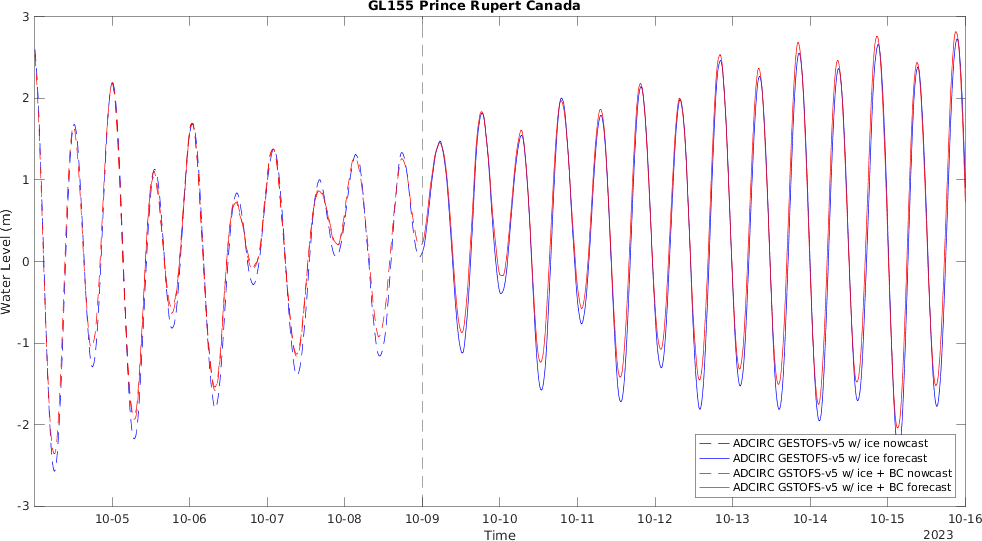 GL155 Prince Rupert Canada
3
2
1
0
-1
-2
-3
Water Level (m)
ADCIRC GESTOFS-v5 w/ ice nowcast
ADCIRC GESTOFS-v5 w/ ice forecast
ADCIRC GSTOFS-v5 w/ ice + BC nowcast
ADCIRC GSTOFS-v5 w/ ice + BC forecast
10-05 10-06 10-07 10-08 10-09 10-10 10-11 10-12 10-13 10-14 10-15 10-16
Time
2023